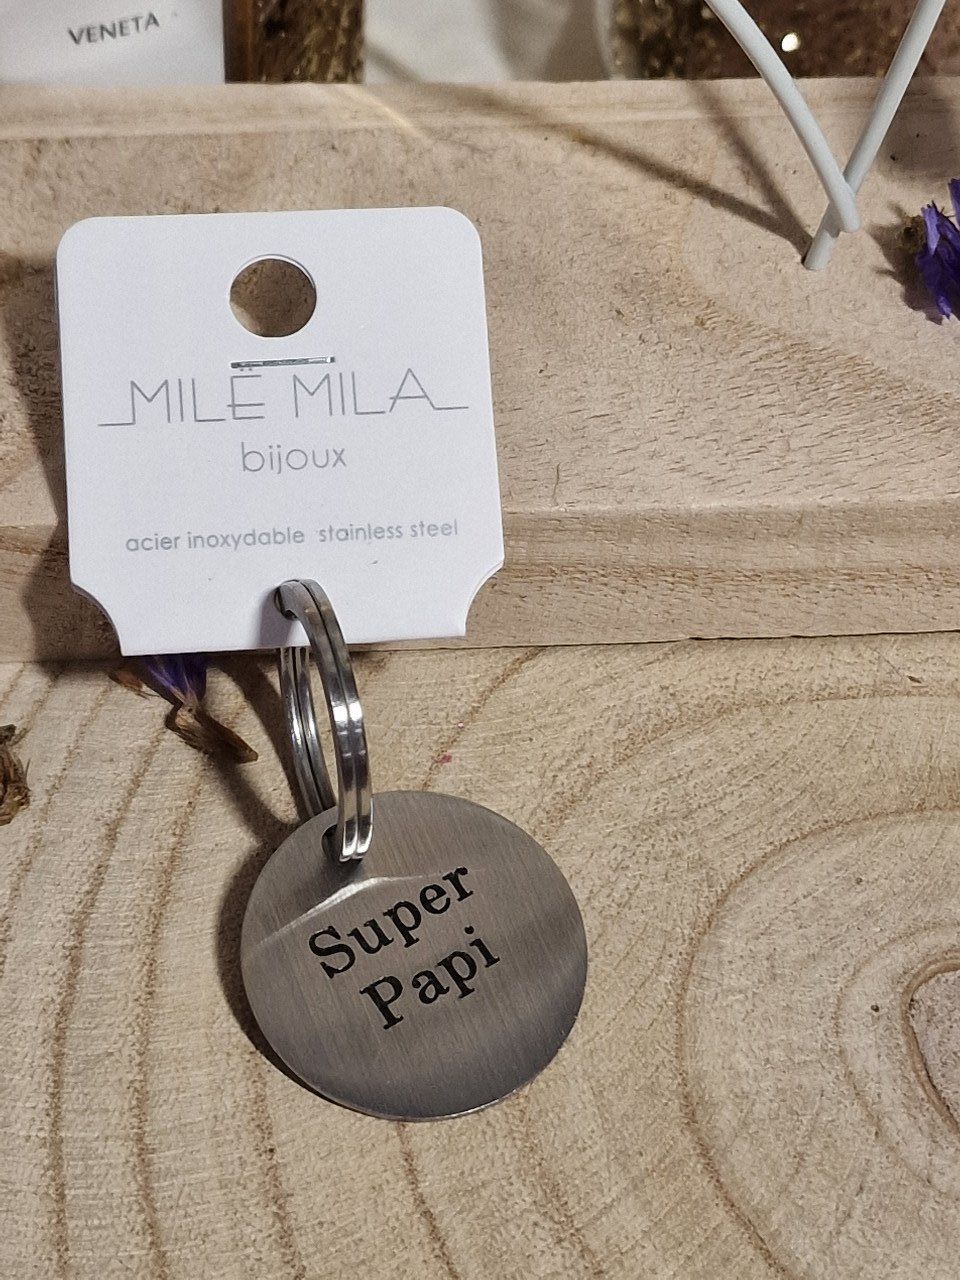 VENETA
MILË MILA
bijoux
acier inoxydable stainless steel
Super
Papi